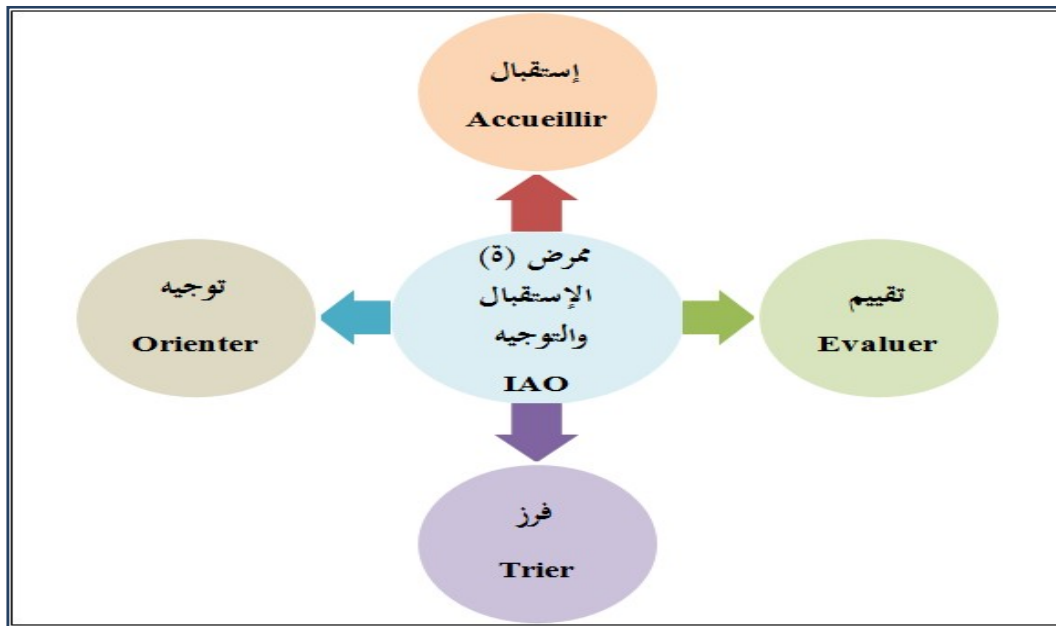 إستقبال
Accueillir
ممرض (ة)
الإستقبال
والتوجيه
IAO
توجيه
Orienter
تقييم
Evaluer
فرز
Trier